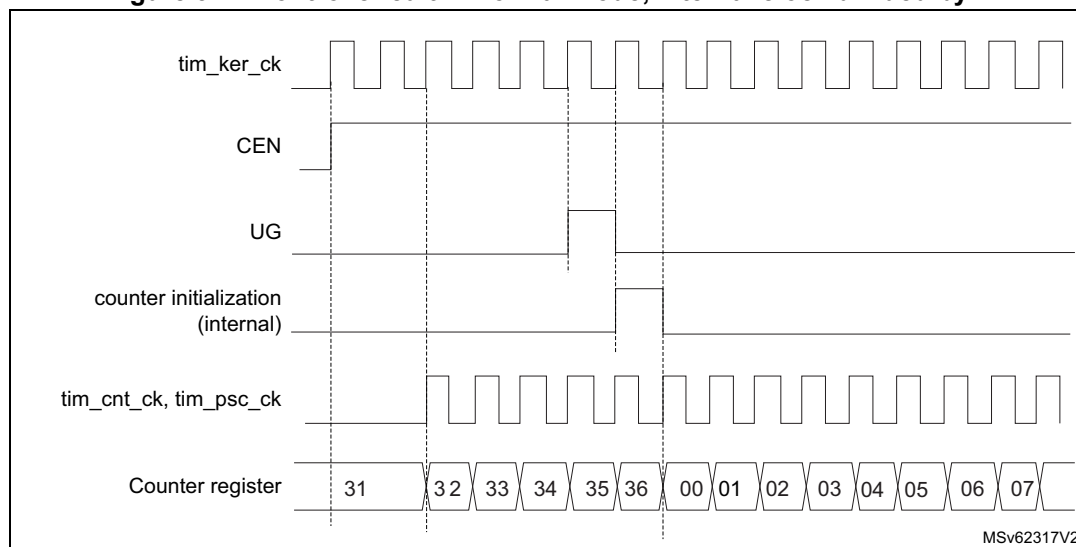 tim_ker_ck
CEN
UG
counter initialization
(internal)
tim_cnt_ck, tim_psc_ck
Counter register 31 32 33 34 35 36 00 01 02 03 04 05 06 07
MSv62317V2